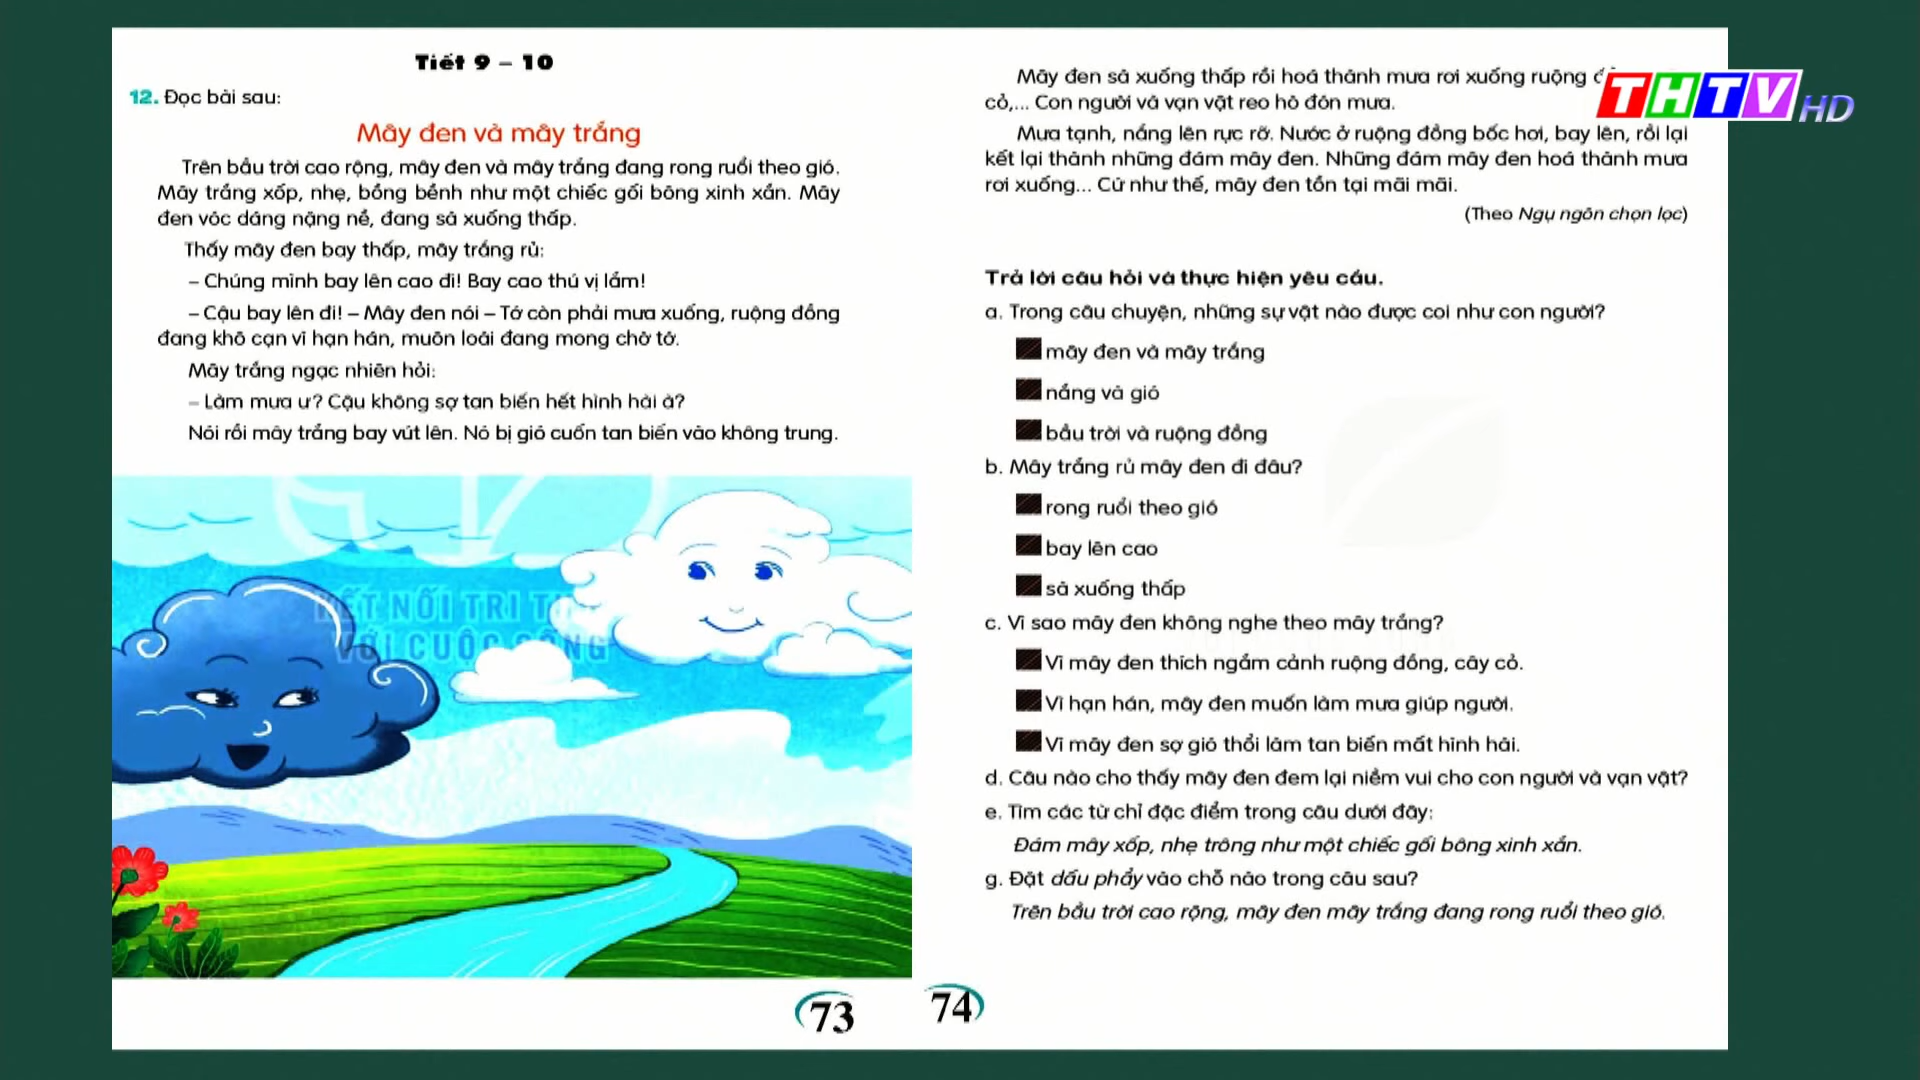 Tiết 9 – 10
12. Đọc bài sau:
Mây đen và mây trắng
Trên bầu trời cao rộng, mây đen và mây trắng đang rong ruổi theo gió.
Mây trắng xốp, nhẹ, bồng bềnh như một chiếc gối bông xinh xắn. Mây
đen vóc dáng nặng nề, đang sà xuống thấp.
Thấy mây đen bay thấp, mây trắng rủ:
– Chúng mình bay lên cao đi! Bay cao thú vị lắm!
– Cậu bay lên đi! – Mây đen nói – Tớ còn phải mưa xuống, ruộng đồng
đang khô cạn vì hạn hán, muôn loài đang mong chờ tớ.
Mây trắng ngạc nhiên hỏi:
– Làm mưa ư? Cậu không sợ tan biến hết hình hài à?
Nói rồi mây trắng bay vút lên. Nó bị gió cuốn tan biến vào không trung.
KẾT NỐI TRI
VỚI CUỘC SỐNG
73
Mây đen sà xuống thấp rồi hoá thành mưa rơi xuống ruộng
cỏ,... Con người và vạn vật reo hò đón mưa.
Mưa tạnh, nắng lên rực rỡ. Nước ở ruộng đồng bốc hơi, bay lên, rồi lại
kết lại thành những đám mây đen. Những đám mây đen hoá thành mưa
rơi xuống... Cứ như thế, mây đen tồn tại mãi mãi.
(Theo Ngụ ngôn chọn lọc)
Trả lời câu hỏi và thực hiện yêu cầu.
a. Trong câu chuyện, những sự vật nào được coi như con người?
mây đen và mây trắng
nắng và gió
bầu trời và ruộng đồng
b. Mây trắng rủ mây đen đi đâu?
rong ruổi theo gió
bay lên cao
sà xuống thấp
c. Vì sao mây đen không nghe theo mây trắng?
Vì mây đen thích ngắm cảnh ruộng đồng, cây cỏ.
Vì hạn hán, mây đen muốn làm mưa giúp người.
Vì mây đen sợ gió thổi làm tan biến mất hình hài.
d. Câu nào cho thấy mây đen đem lại niềm vui cho con người và vạn vật?
e. Tìm các từ chỉ đặc điểm trong câu dưới đây:
Đám mây xốp, nhẹ trông như một chiếc gối bông xinh xắn.
g. Đặt dấu phẩy vào chỗ nào trong câu sau?
Trên bầu trời cao rộng, mây đen mây trắng đang rong ruổi theo gió.
74
THTV HD